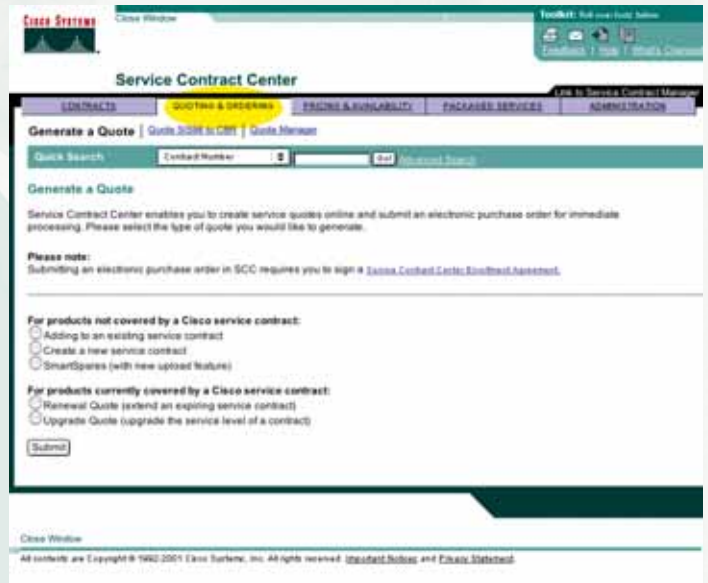 CISCO SYSTEMS
Close Window
Toolkit: Roll over tools below
Feedback | Help | What's Changed
Service Contract Center
Link to Service Contract Manager
CONTRACTS
QUOTING & ORDERING
PRICING & AVAILABILITY
PACKAGED SERVICES
ADMINISTRATION
Generate a Quote | Quote to CBR | Quote Manager
Quick Search
Contract Number
Go!
Advanced Search
Generate a Quote
Service Contract Center enables you to create service quotes online and submit an electronic purchase order for immediate
processing. Please select the type of quote you would like to generate.
Please note:
Submitting an electronic purchase order in SCC requires you to sign a Service Contract Center Enrollment Agreement.
For products not covered by a Cisco service contract:
Adding to an existing service contract
Create a new service contract
SmartSpares (with new upload feature)
For products currently covered by a Cisco service contract:
Renewal Quote (extend an expiring service contract)
Upgrade Quote (upgrade the service level of a contract)
Submit
Close Window
All contents are Copyright © 1992-2001 Cisco Systems, Inc. All rights reserved. Important Notices and Privacy Statement.